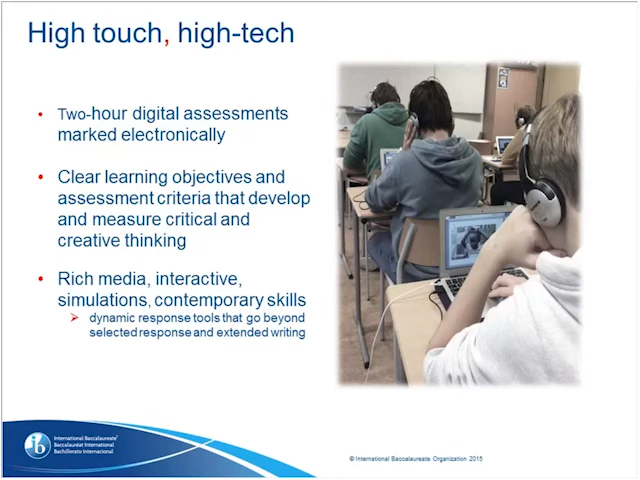 High touch, high-tech
• Two-hour digital assessments
marked electronically
• Clear learning objectives and
assessment criteria that develop
and measure critical and
creative thinking
• Rich media, interactive,
simulations, contemporary skills
➢ dynamic response tools that go beyond
selected response and extended writing
International Baccalaureate®
Baccalauréat International
Bachillerato Internacional
© International Baccalaureate Organization 2015